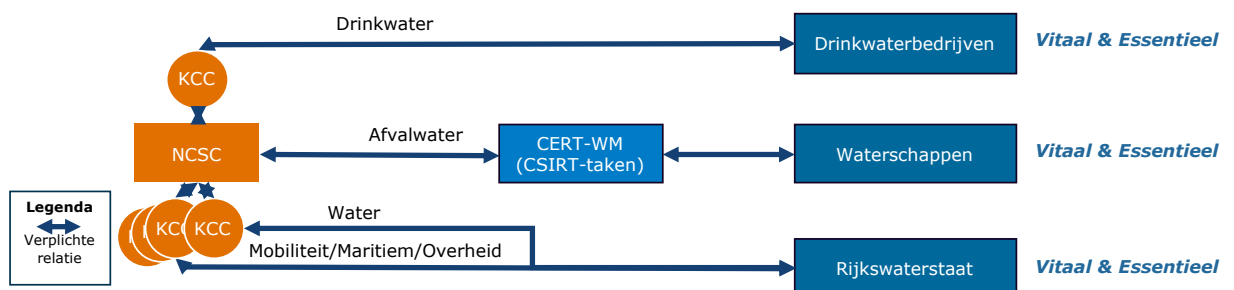 Drinkwater
KCC
Drinkwaterbedrijven
Vitaal & Essentieel
NCSC
Afvalwater
CERT-WM
(CSIRT-taken)
Waterschappen
Vitaal & Essentieel
Legenda
Verplichte
relatie
KCC
KCC
Water
Mobiliteit/Maritiem/Overheid
Rijkswaterstaat
Vitaal & Essentieel